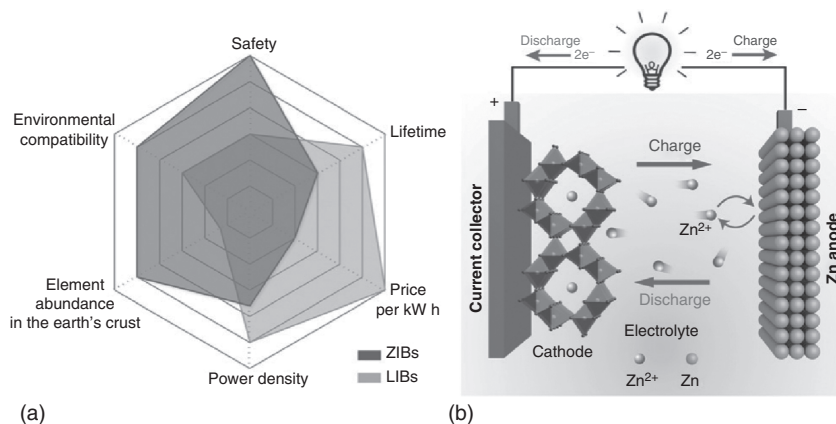 Safety
Environmental
compatibility
Lifetime
Element
abundance
in the earth's crust
Price
per kW h
Power density
ZIBs
LIBs
(a)
Discharge
2e⁻
2e⁻
Charge
+
−
Current collector
Charge
Zn²⁺
Zn anode
Discharge
Cathode
Electrolyte
Zn²⁺
Zn
(b)